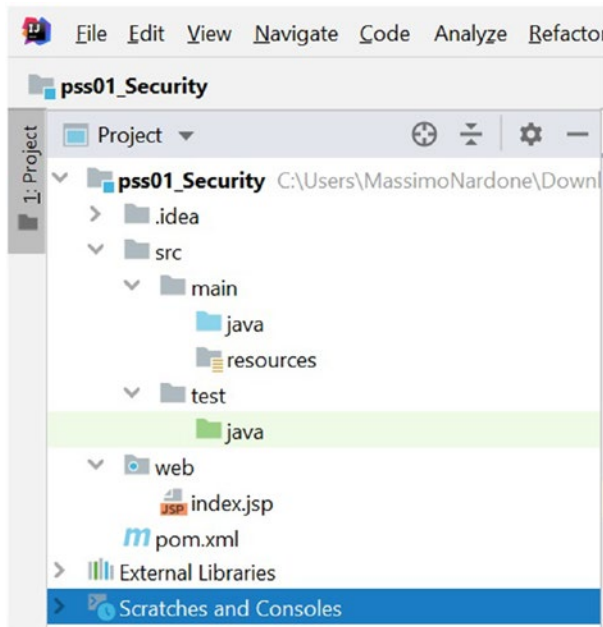 IJ File Edit View Navigate Code Analyze Refactor
pss01_Security
1: Project
Project
pss01_Security C:\Users\MassimoNardone\Downl
.idea
src
main
java
resources
test
java
web
JSP index.jsp
m pom.xml
External Libraries
Scratches and Consoles